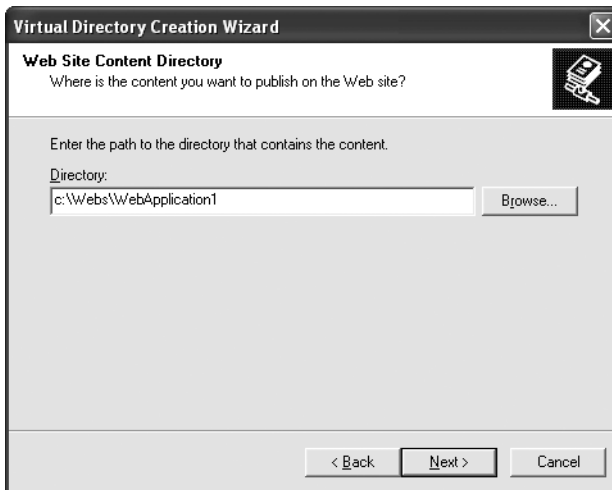 Virtual Directory Creation Wizard
Web Site Content Directory
Where is the content you want to publish on the Web site?
Enter the path to the directory that contains the content.
Directory:
c:\Webs\WebApplication1
Browse...
< Back
Next >
Cancel